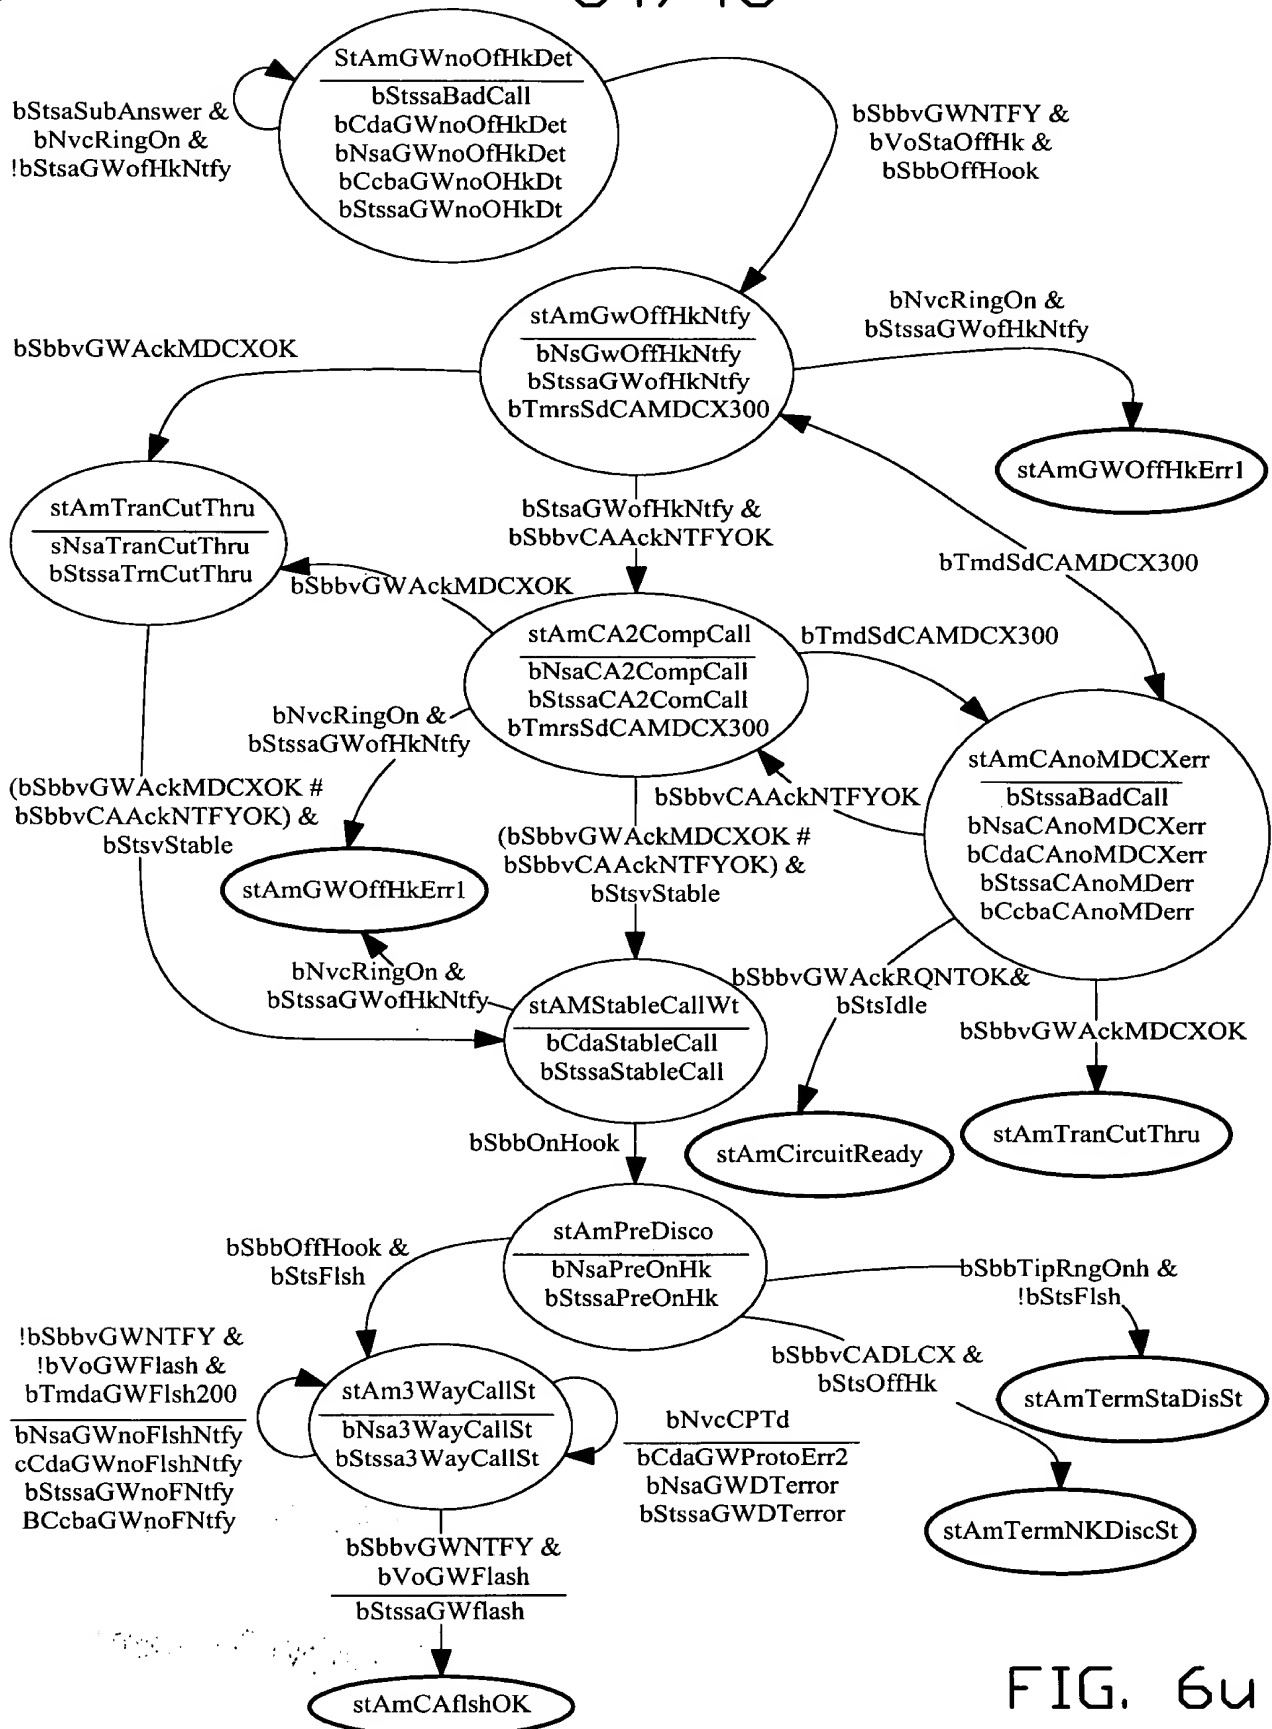 StAmGWnoOfHkDet
bStssaBadCall
bCdaGWnoOfHkDet
bNsaGWnoOfHkDet
bCcbaGWnoOHkDt
bStssaGWnoOHkDt
bStsaSubAnswer &
bNvcRingOn &
!bStsaGWofHkNtfy
bSbbvGWNTFY &
bVoStaOffHk &
bSbbOffHook
stAmGwOffHkNtfy
bNsGwOffHkNtfy
bStssaGWofHkNtfy
bTmrsSdCAMDCX300
bNvcRingOn &
bStssaGWofHkNtfy
bSbbvGWAckMDCXOK
stAmGWOffHkErr1
stAmTranCutThru
sNsaTranCutThru
bStssaTrnCutThru
bStsaGWofHkNtfy &
bSbbvCAAckNTFYOK
bTmdSdCAMDCX300
bSbbvGWAckMDCXOK
stAmCA2CompCall
bNsaCA2CompCall
bStssaCA2ComCall
bTmrsSdCAMDCX300
bTmdSdCAMDCX300
bNvcRingOn &
bStssaGWofHkNtfy
stAmCAnoMDCXerr
bStssaBadCall
bNsaCAnoMDCXerr
bCdaCAnoMDCXerr
bStssaCAnoMDerr
bCcbaCAnoMDerr
(bSbbvGWAckMDCXOK #
bSbbvCAAckNTFYOK) &
bStsvStable
bSbbvCAAckNTFYOK
(bSbbvGWAckMDCXOK #
bSbbvCAAckNTFYOK) &
bStsvStable
stAmGWOffHkErr1
bNvcRingOn &
bStssaGWofHkNtfy
stAMStableCallWt
bCdaStableCall
bStssaStableCall
bSbbvGWAckRQNTOK&
bStsIdle
bSbbvGWAckMDCXOK
stAmCircuitReady
stAmTranCutThru
bSbbOnHook
stAmPreDisco
bNsaPreOnHk
bStssaPreOnHk
bSbbOffHook &
bStsFlsh
bSbbTipRngOnh &
!bStsFlsh
bSbbvCADLCX &
bStsOffHk
stAmTermStaDisSt
stAmTermNKDiscSt
!bSbbvGWNTFY &
!bVoGWFlash &
bTmdaGWFlsh200
bNsaGWnoFlshNtfy
cCdaGWnoFlshNtfy
bStssaGWnoFNtfy
BCcbaGWnoFNtfy
stAm3WayCallSt
bNsa3WayCallSt
bStssa3WayCallSt
bNvcCPTd
bCdaGWProtoErr2
bNsaGWDTerror
bStssaGWDTerror
bSbbvGWNTFY &
bVoGWFlash
bStssaGWflash
stAmCAflshOK
FIG. 6u